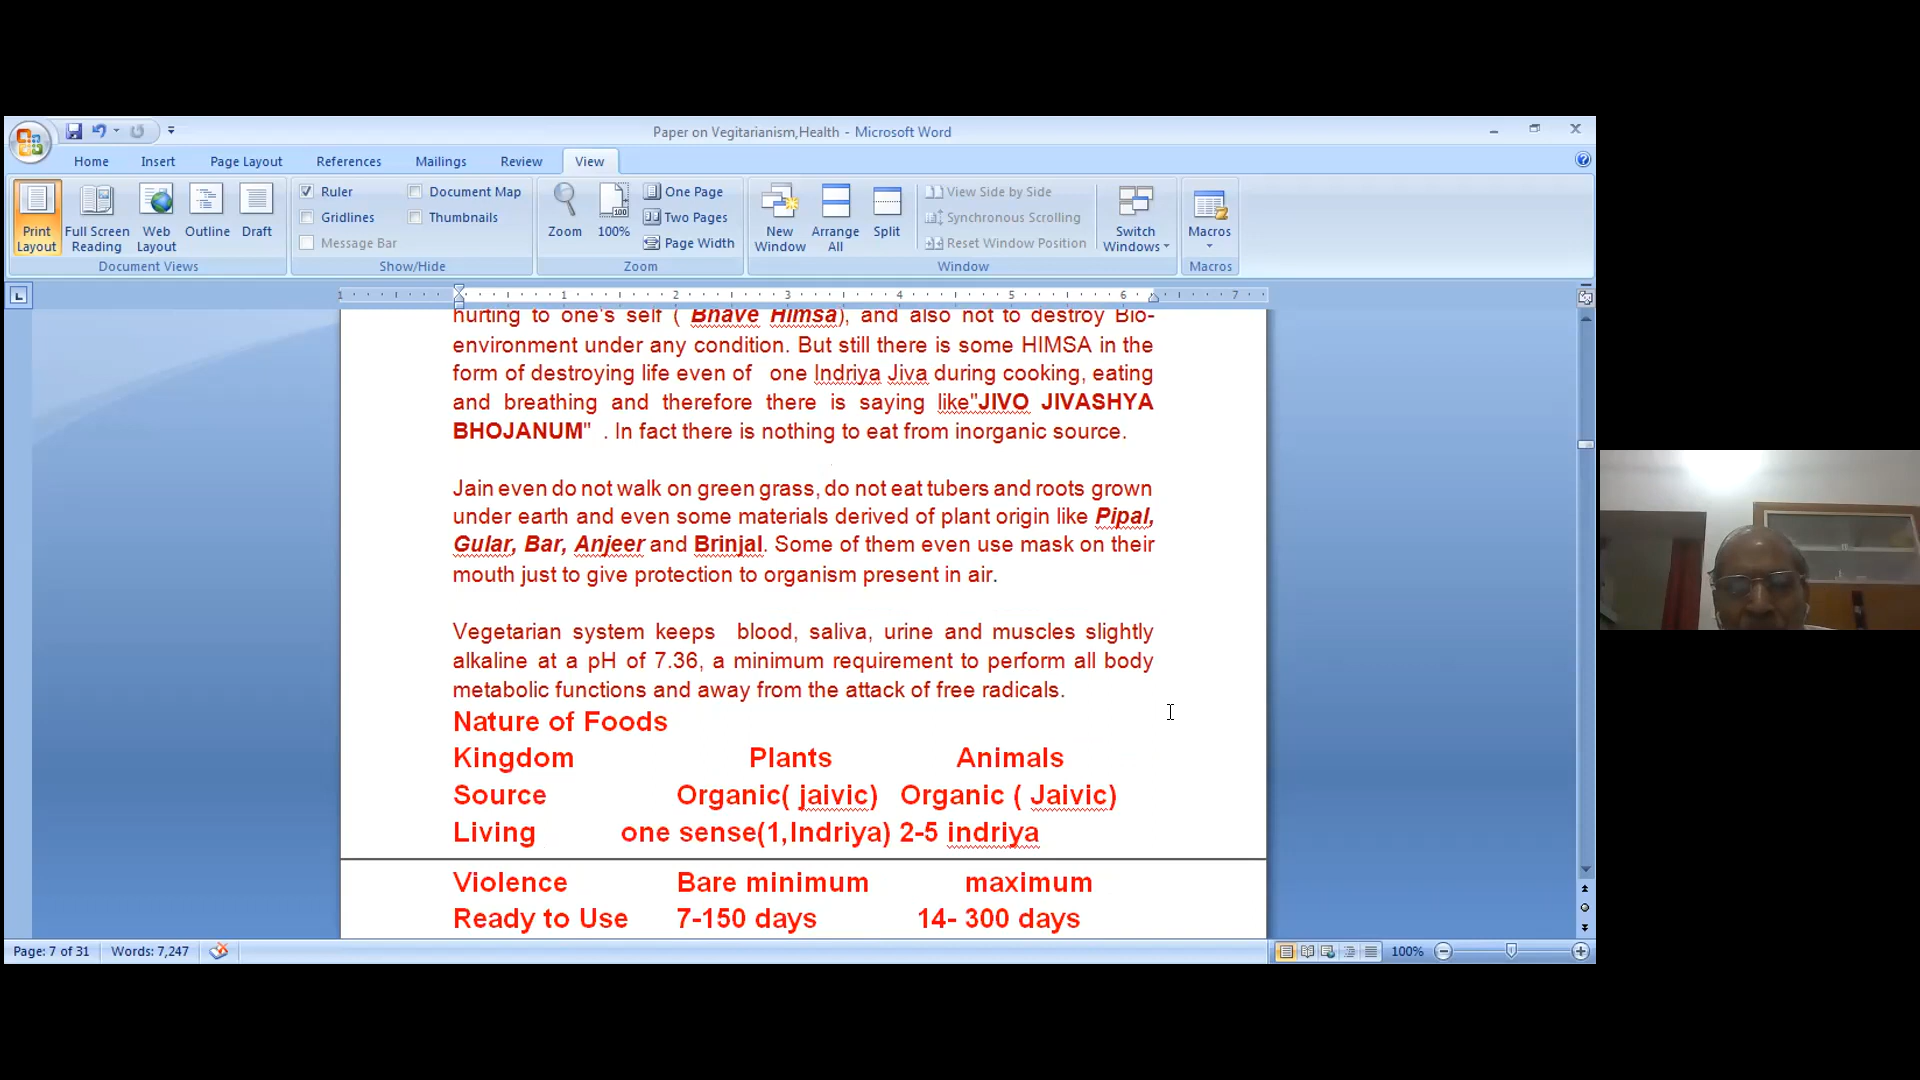 Paper on Vegitarianism,Health - Microsoft Word
Home Insert Page Layout References Mailings Review View
Ruler Document Map One Page View Side by Side
Gridlines Thumbnails Two Pages Synchronous Scrolling
Message Bar Page Width Reset Window Position
Print Layout Full Screen Reading Web Layout Outline Draft Zoom 100% New Window Arrange All Split Switch Windows Macros
Document Views Show/Hide Zoom Window Macros
1 1 2 3 4 5 6 7
hurting to one's self ( Bhave Himsa), and also not to destroy Bio-
environment under any condition. But still there is some HIMSA in the
form of destroying life even of one Indriya Jiva during cooking, eating
and breathing and therefore there is saying like"JIVO JIVASHYA
BHOJANUM" . In fact there is nothing to eat from inorganic source.
Jain even do not walk on green grass, do not eat tubers and roots grown
under earth and even some materials derived of plant origin like Pipal,
Gular, Bar, Anjeer and Brinjal. Some of them even use mask on their
mouth just to give protection to organism present in air.
Vegetarian system keeps blood, saliva, urine and muscles slightly
alkaline at a pH of 7.36, a minimum requirement to perform all body
metabolic functions and away from the attack of free radicals.
Nature of Foods
Kingdom Plants Animals
Source Organic( jaivic) Organic ( Jaivic)
Living one sense(1,Indriya) 2-5 indriya
Violence Bare minimum maximum
Ready to Use 7-150 days 14- 300 days
Page: 7 of 31 Words: 7,247 100%